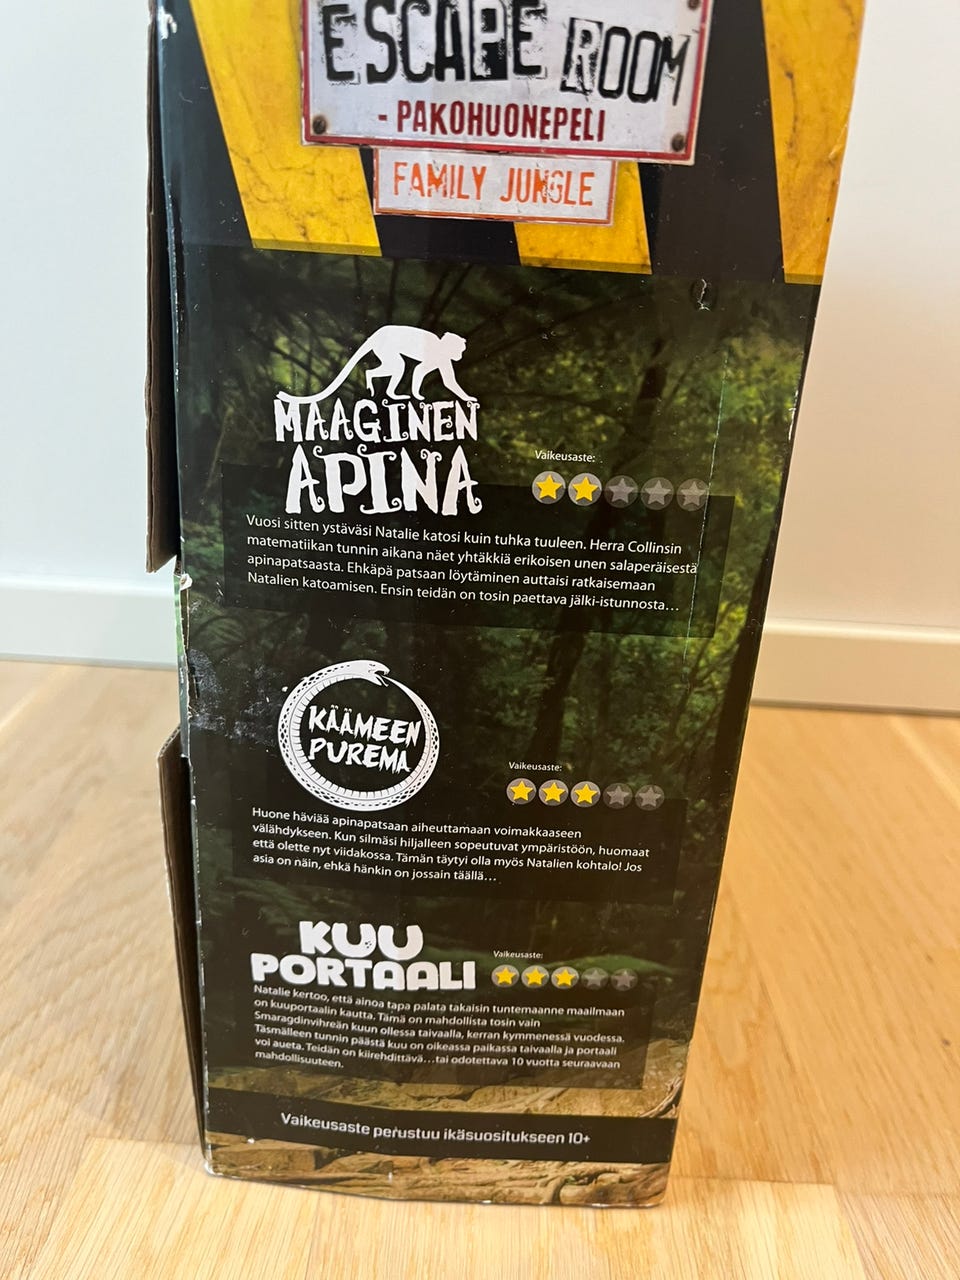 ESCAPE ROOM
- PAKOHUONEPELI
FAMILY JUNGLE
MAAGINEN
APINA
Vaikeusaste:
Vuosi sitten ystäväsi Natalie katosi kuin tuhka tuuleen. Herra Collinsin
matematiikan tunnin aikana näet yhtäkkiä erikoisen unen salaperäisestä
apinapatsaasta. Ehkäpä patsaan löytäminen auttaisi ratkaisemaan
Natalien katoamisen. Ensin teidän on tosin paettava jälki-istunnosta...
KÄÄMEEN
PUREMA
Vaikeusaste:
Huone häviää apinapatsaan aiheuttamaan voimakkaaseen
välähdykseen. Kun silmäsi hiljalleen sopeutuvat ympäristöön, huomaat
että olette nyt viidakossa. Tämän täytyi olla myös Natalien kohtalo! Jos
asia on näin, ehkä hänkin on jossain täällä...
KUU
PORTAALI
Vaikeusaste:
Natalie kertoo, että ainoa tapa palata takaisin tuntemaanne maailmaan
on kuuportaalin kautta. Tämä on mahdollista tosin vain
Smaragdinvihreän kuun ollessa taivaalla, kerran kymmenessä vuodessa.
Täsmälleen tunnin päästä kuu on oikeassa paikassa taivaalla ja portaali
voi aueta. Teidän on kiirehdittävä...tai odotettava 10 vuotta seuraavaan
mahdollisuuteen.
Vaikeusaste perustuu ikäsuositukseen 10+